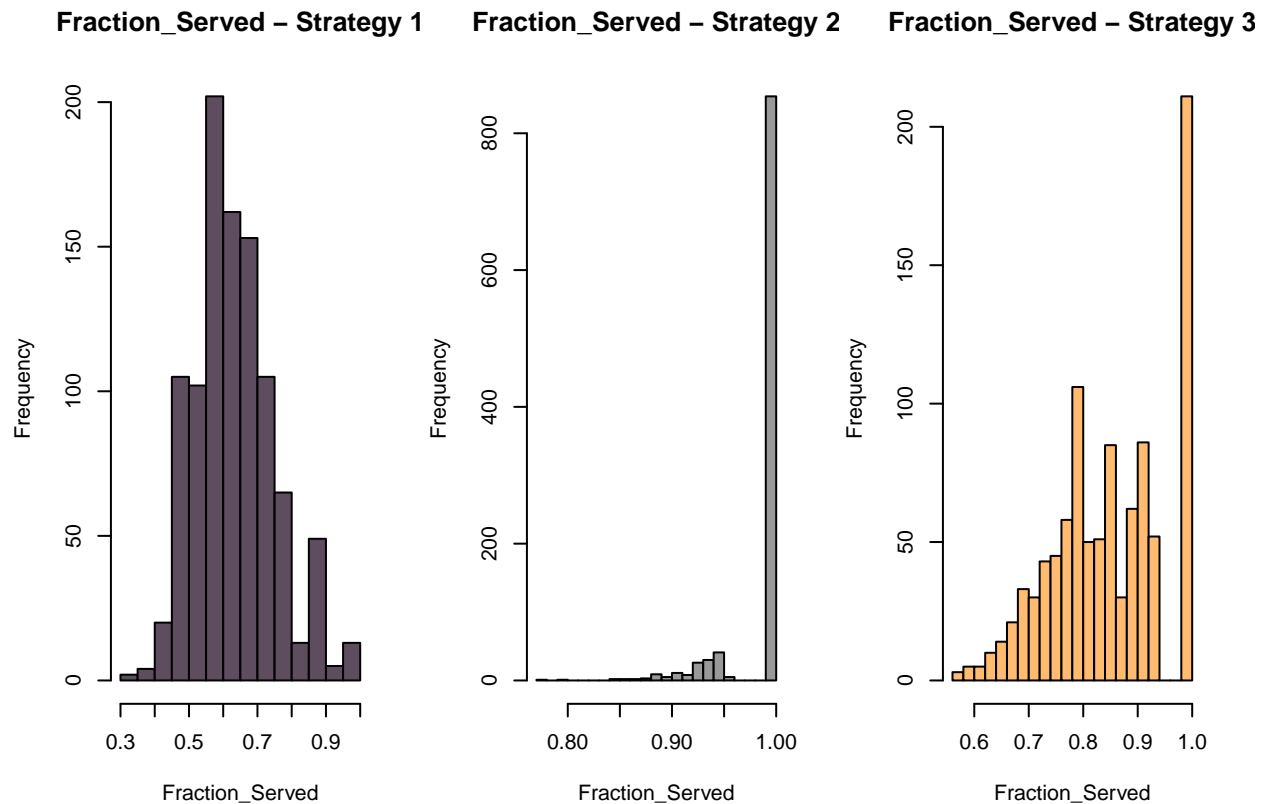 Fraction_Served – Strategy 1
Frequency
200
150
100
50
0
0.3 0.5 0.7 0.9
Fraction_Served
Fraction_Served – Strategy 2
Frequency
800
600
400
200
0
0.80 0.90 1.00
Fraction_Served
Fraction_Served – Strategy 3
Frequency
200
150
100
50
0
0.6 0.7 0.8 0.9 1.0
Fraction_Served